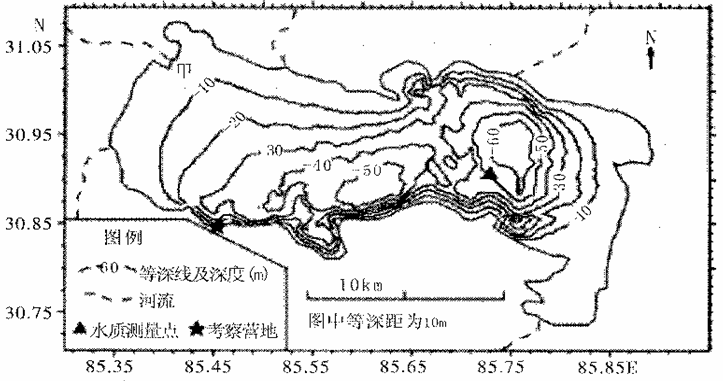 N
31.05
30.95
30.85
30.75
85.35 85.45 85.55 85.65 85.75 85.85E
N
甲
-10
-20
30
-40
-50
-60
-50
-30
-10
图例
-60 等深线及深度(m)
河流
▲水质测量点 ★考察营地
10km
图中等深距为10m